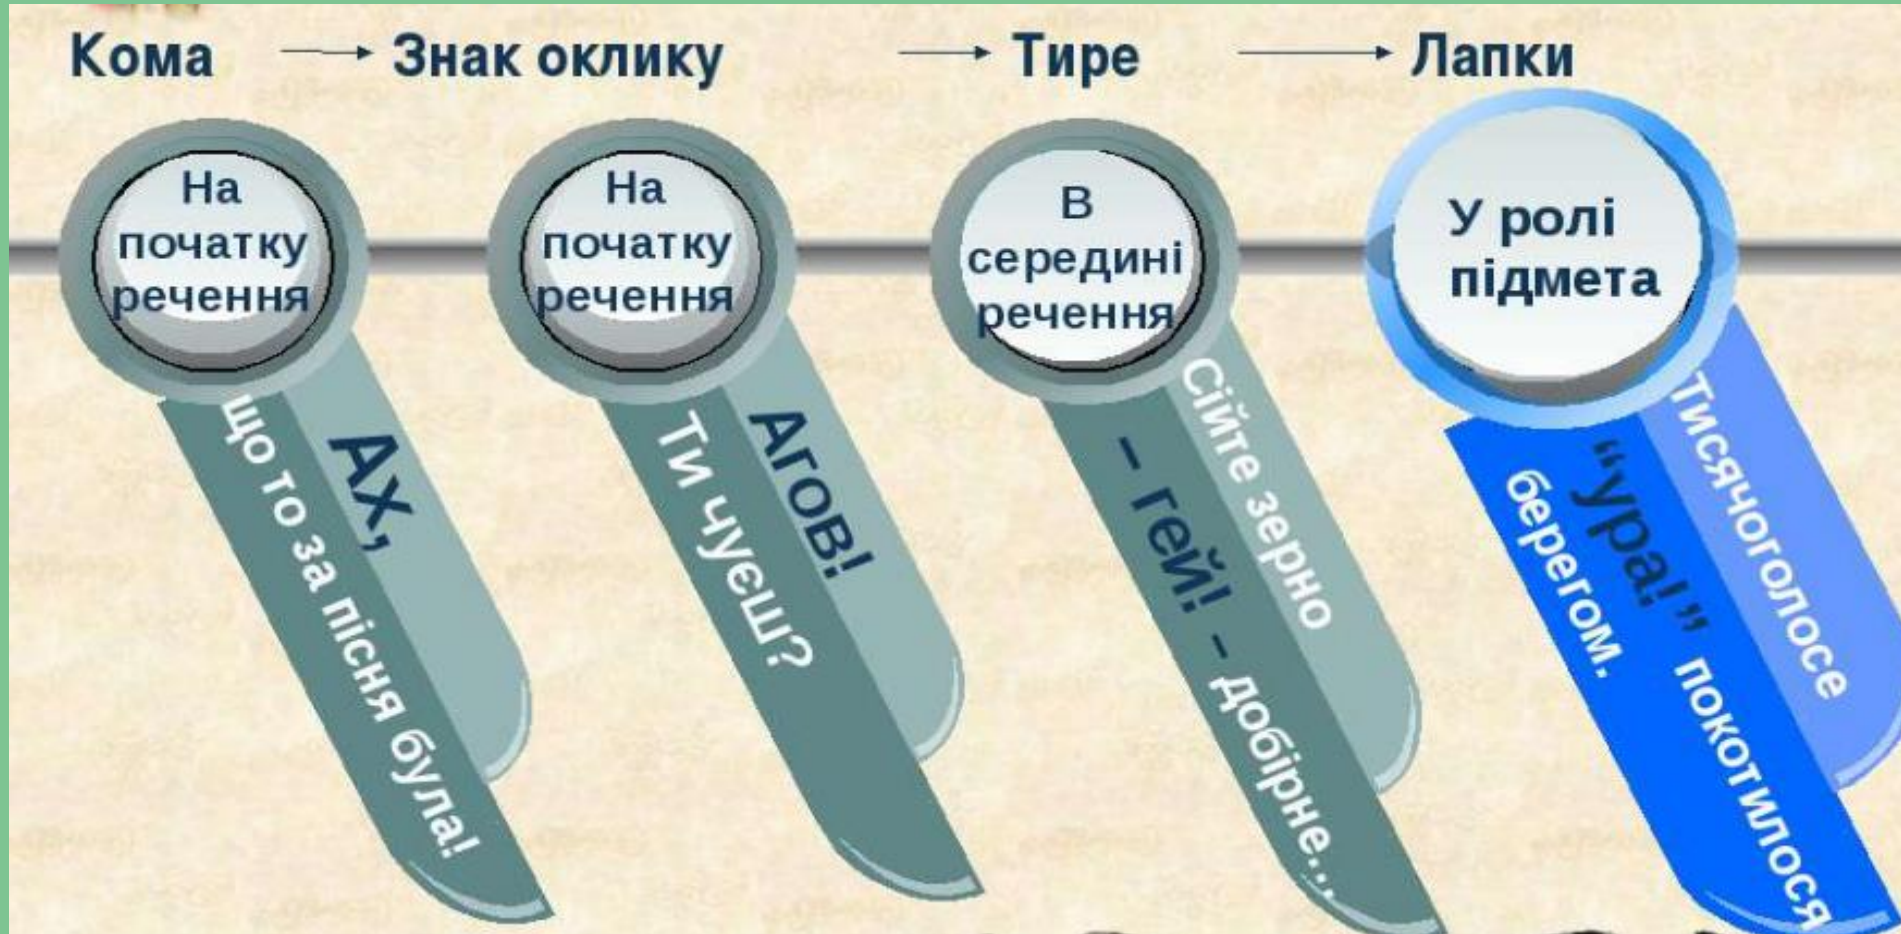 Кома → Знак оклику → Тире → Лапки
На
початку
речення
Ах,
що то за пісня була!
На
початку
речення
Агов!
Ти чуєш?
В
середині
речення
Сійте зерно
– гей! – добірне…
У ролі
підмета
Тисячоголосе
“ура!” покотилося
берегом.